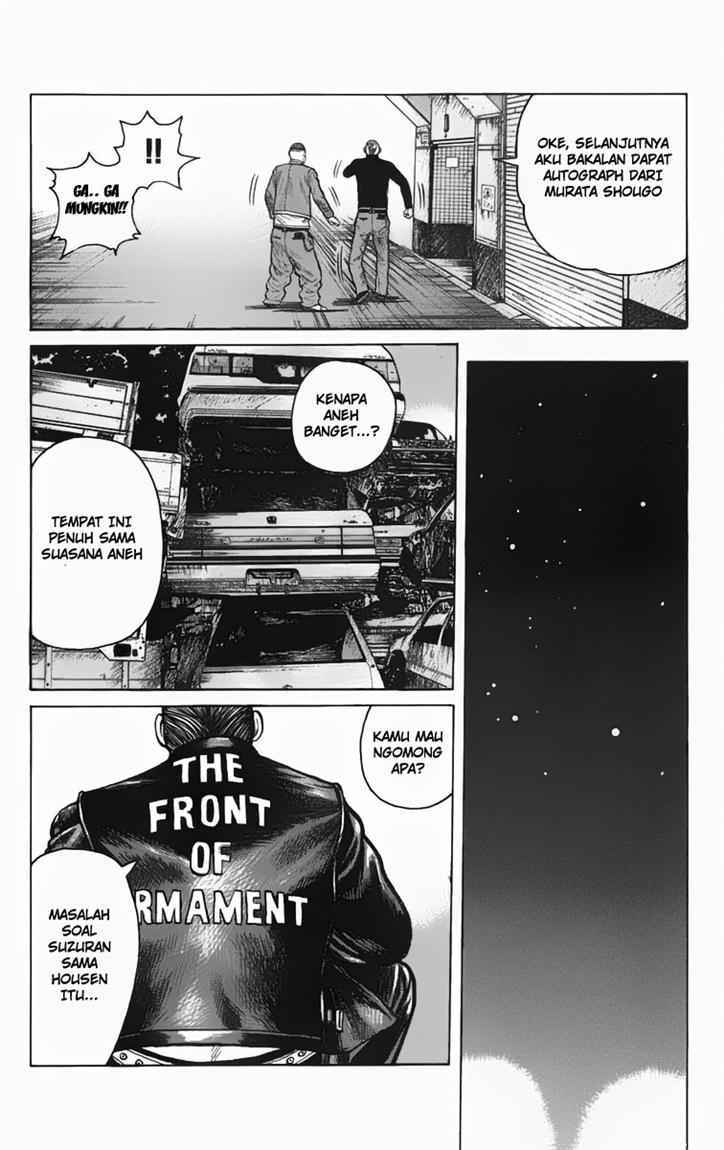 OKE, SELANJUTNYA
AKU BAKALAN DAPAT
AUTOGRAPH DARI
MURATA SHOUGO
!!
GA.. GA
MUNGKIN!!
KENAPA
ANEH
BANGET...?
TEMPAT INI
PENUH SAMA
SUASANA ANEH
KAMU MAU
NGOMONG
APA?
THE
FRONT
OF
RMAMENT
MASALAH
SOAL
SUZURAN
SAMA
HOUSEN
ITU...